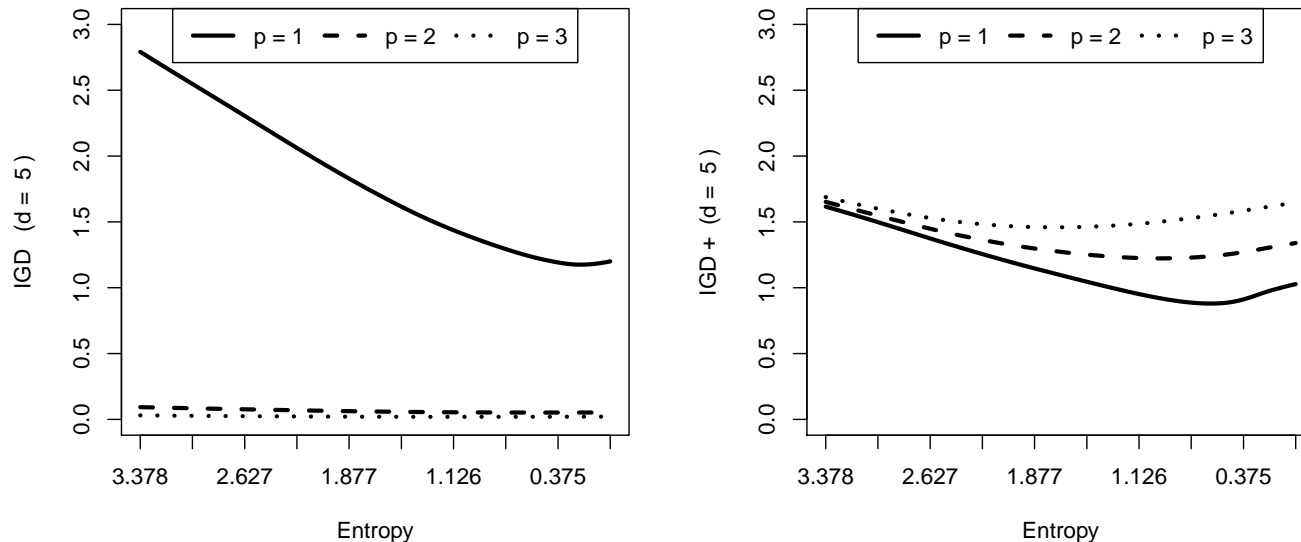 p = 1 p = 2 p = 3
IGD (d = 5)
3.0
2.5
2.0
1.5
1.0
0.5
0.0
3.378 2.627 1.877 1.126 0.375
Entropy
p = 1 p = 2 p = 3
IGD + (d = 5)
3.0
2.5
2.0
1.5
1.0
0.5
0.0
3.378 2.627 1.877 1.126 0.375
Entropy